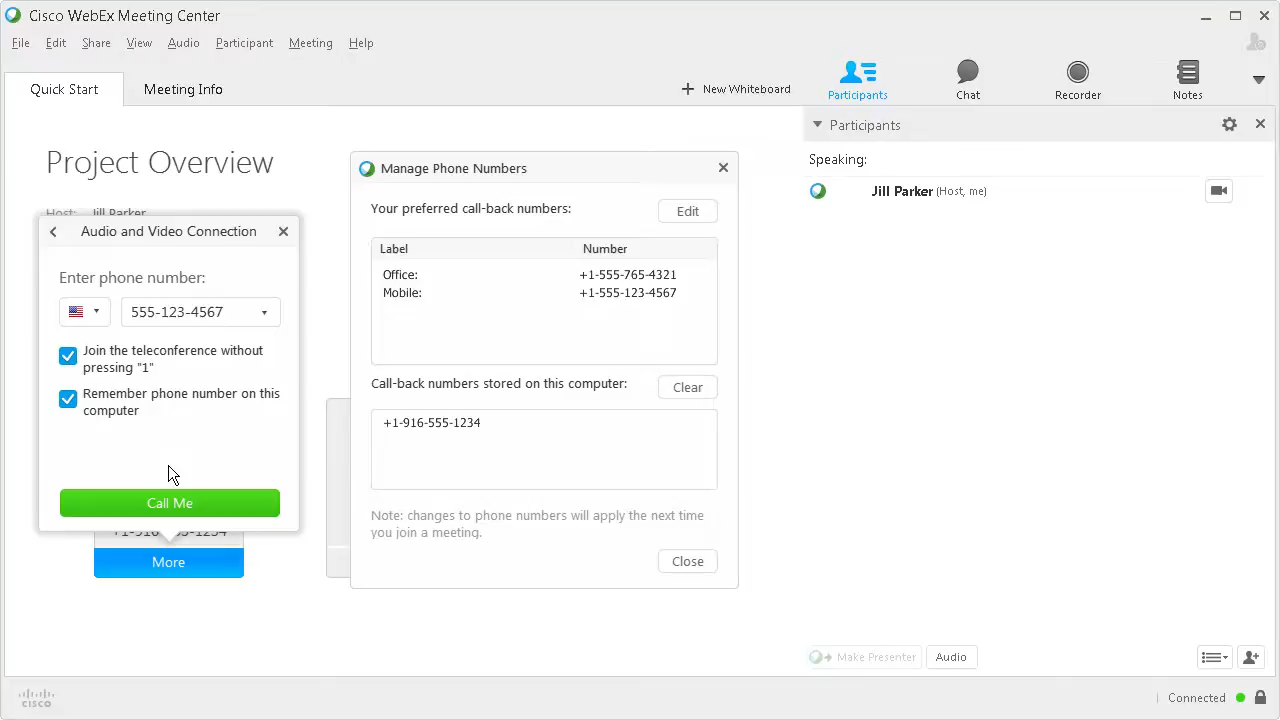 Cisco WebEx Meeting Center
File Edit Share View Audio Participant Meeting Help
Quick Start
Meeting Info
New Whiteboard
Participants
Chat
Recorder
Notes
Project Overview
Host: Jill Parker
Audio and Video Connection
Enter phone number:
555-123-4567
Join the teleconference without
pressing "1"
Remember phone number on this
computer
Call Me
More
Manage Phone Numbers
Your preferred call-back numbers:
Edit
Label Number
Office: +1-555-765-4321
Mobile: +1-555-123-4567
Call-back numbers stored on this computer:
Clear
+1-916-555-1234
Note: changes to phone numbers will apply the next time
you join a meeting.
Close
Participants
Speaking:
Jill Parker (Host, me)
Make Presenter
Audio
cisco
Connected